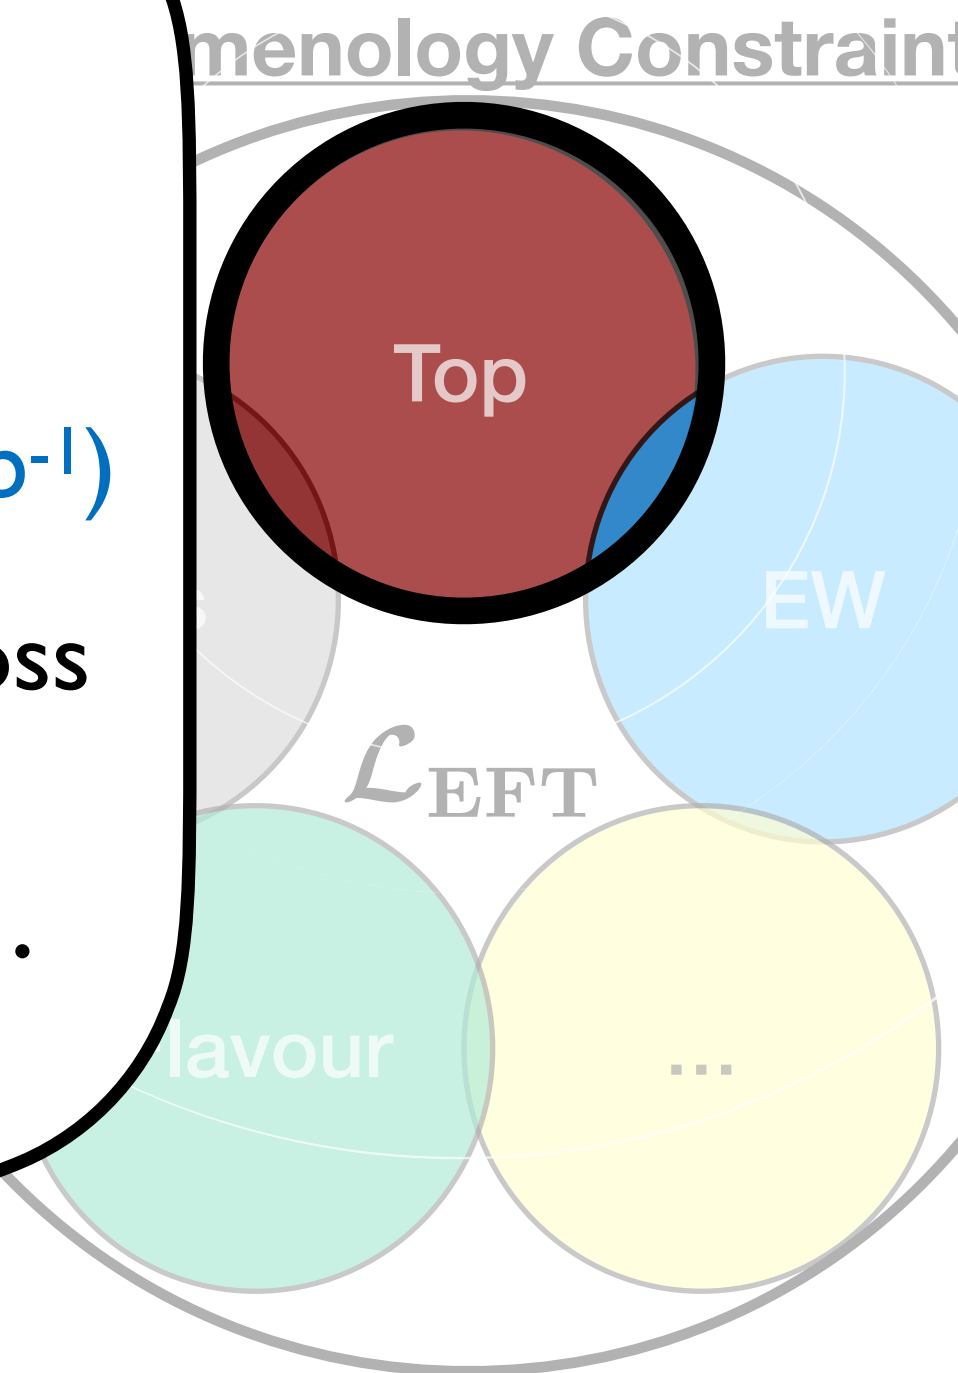 menology Constraint
Top
b⁻¹)
EW
s
oss
ℒEFT
.
lavour
...